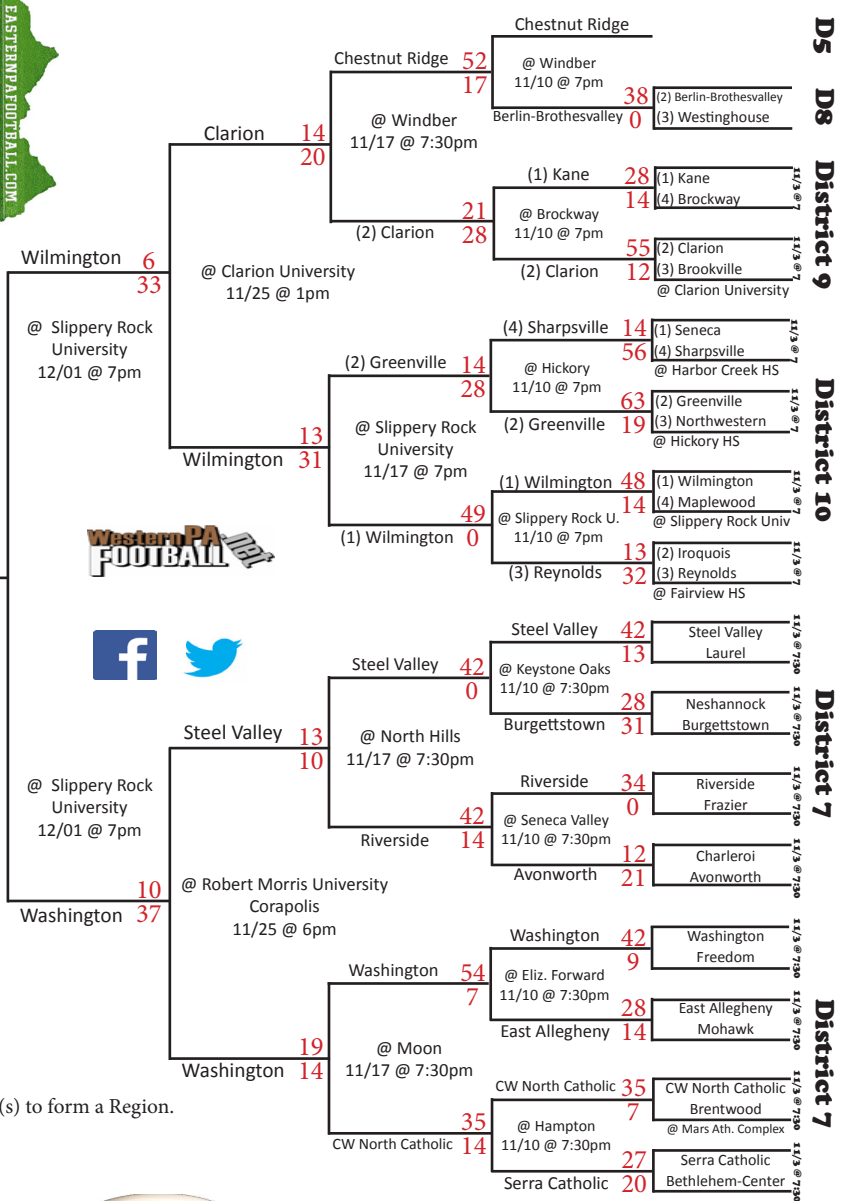 EASTERNPAFOOTBALL.COM
D5
D8
District 9
District 10
District 7
District 7
Chestnut Ridge
@ Windber
11/10 @ 7pm
Berlin-Brothesvalley
38
0
(2) Berlin-Brothesvalley
(3) Westinghouse
Chestnut Ridge
52
17
@ Windber
11/17 @ 7:30pm
Clarion
14
20
(1) Kane
28
14
(1) Kane
(4) Brockway
11/3 @ 7
@ Brockway
11/10 @ 7pm
21
28
(2) Clarion
(2) Clarion
55
12
(2) Clarion
(3) Brookville
@ Clarion University
11/3 @ 7
Wilmington
6
33
@ Clarion University
11/25 @ 1pm
@ Slippery Rock
University
12/01 @ 7pm
(4) Sharpsville
14
56
(1) Seneca
(4) Sharpsville
@ Harbor Creek HS
11/3 @ 7
(2) Greenville
14
28
@ Hickory
11/10 @ 7pm
(2) Greenville
63
19
(2) Greenville
(3) Northwestern
@ Hickory HS
11/3 @ 7
@ Slippery Rock
University
11/17 @ 7pm
13
31
Wilmington
(1) Wilmington
48
14
(1) Wilmington
(4) Maplewood
@ Slippery Rock Univ
11/3 @ 7
@ Slippery Rock U.
11/10 @ 7pm
49
0
(1) Wilmington
(3) Reynolds
13
32
(2) Iroquois
(3) Reynolds
@ Fairview HS
11/3 @ 7
WesternPA.net
FOOTBALL
f
Steel Valley
42
13
Steel Valley
Laurel
11/3 @ 7:30
Steel Valley
42
0
@ Keystone Oaks
11/10 @ 7:30pm
Burgettstown
28
31
Neshannock
Burgettstown
11/3 @ 7:30
Steel Valley
13
10
@ North Hills
11/17 @ 7:30pm
Riverside
34
0
Riverside
Frazier
11/3 @ 7:30
@ Seneca Valley
11/10 @ 7:30pm
42
14
Riverside
Avonworth
12
21
Charleroi
Avonworth
11/3 @ 7:30
@ Slippery Rock
University
12/01 @ 7pm
10
37
Washington
@ Robert Morris University
Corapolis
11/25 @ 6pm
Washington
42
9
Washington
Freedom
11/3 @ 7:30
Washington
54
7
@ Eliz. Forward
11/10 @ 7:30pm
East Allegheny
28
14
East Allegheny
Mohawk
11/3 @ 7:30
@ Moon
11/17 @ 7:30pm
19
14
Washington
CW North Catholic
35
7
CW North Catholic
Brentwood
@ Mars Ath. Complex
11/3 @ 7:30
@ Hampton
11/10 @ 7:30pm
35
14
CW North Catholic
Serra Catholic
27
20
Serra Catholic
Bethlehem-Center
11/3 @ 7:30
(s) to form a Region.